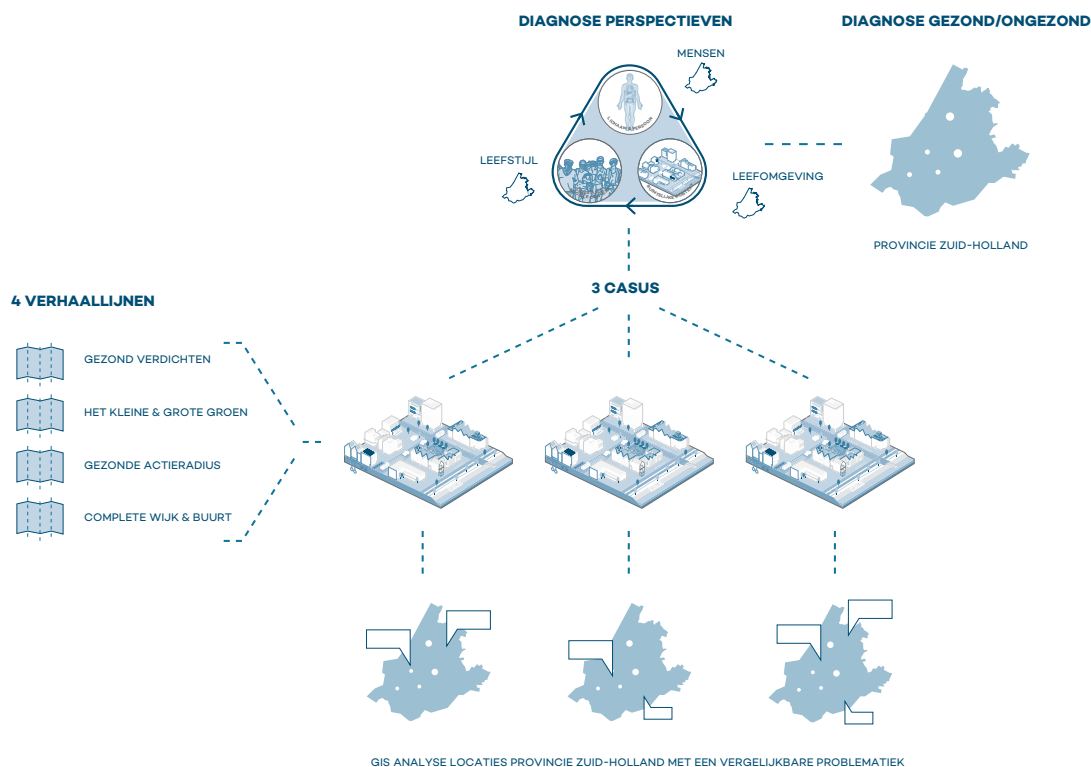 DIAGNOSE PERSPECTIEVEN
DIAGNOSE GEZOND/ONGEZOND
MENSEN
LEEFSTIJL
LEEFOMGEVING
PROVINCIE ZUID-HOLLAND
3 CASUS
4 VERHAALLIJNEN
GEZOND VERDICHTEN
HET KLEINE & GROTE GROEN
GEZONDE ACTIERADIUS
COMPLETE WIJK & BUURT
GIS ANALYSE LOCATIES PROVINCIE ZUID-HOLLAND MET EEN VERGELIJKBARE PROBLEMATIEK